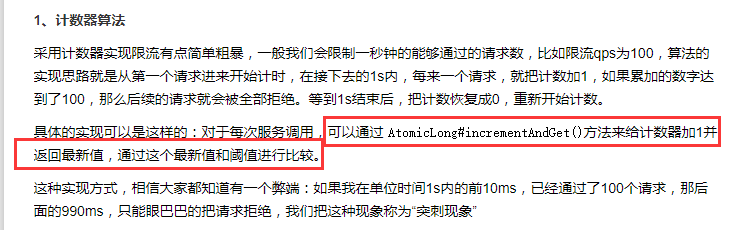 1、计数器算法
采用计数器实现限流有点简单粗暴，一般我们会限制一秒钟的能够通过的请求数，比如限流qps为100，算法的
实现思路就是从第一个请求进来开始计时，在接下去的1s内，每来一个请求，就把计数加1，如果累加的数字达
到了100，那么后续的请求就会被全部拒绝。等到1s结束后，把计数恢复成0，重新开始计数。
具体的实现可以是这样的：对于每次服务调用，可以通过 AtomicLong#incrementAndGet()方法来给计数器加1并
返回最新值，通过这个最新值和阈值进行比较。
这种实现方式，相信大家都知道有一个弊端：如果我在单位时间1s内的前10ms，已经通过了100个请求，那后
面的990ms，只能眼巴巴的把请求拒绝，我们把这种现象称为“突刺现象”